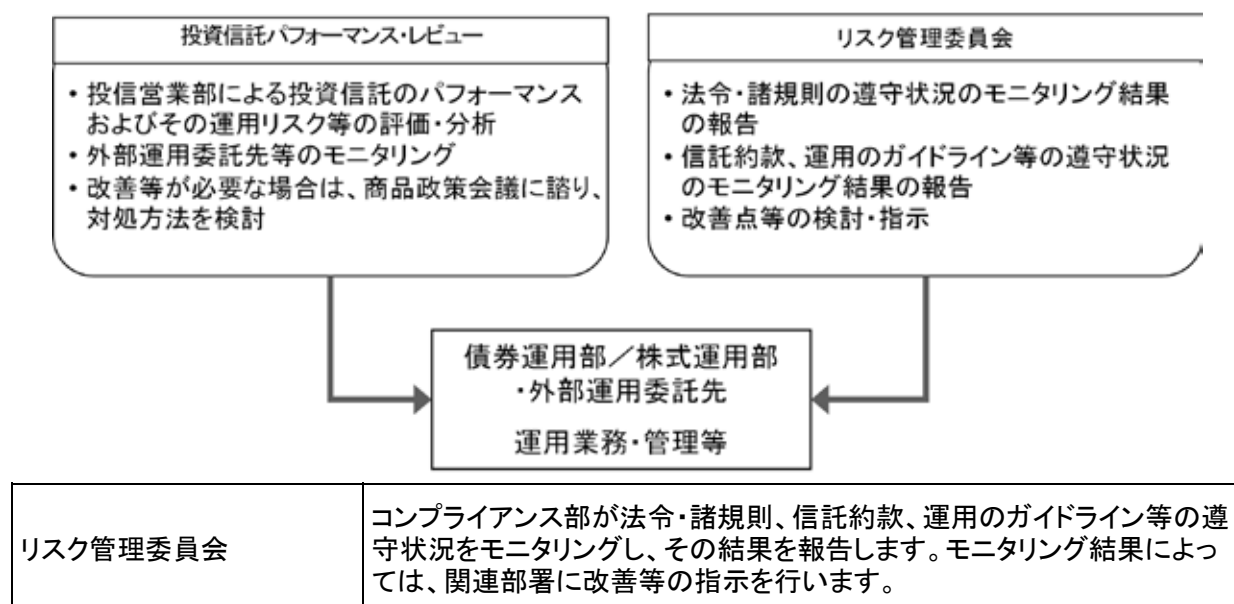 投資信託パフォーマンス・レビュー
・投信営業部による投資信託のパフォーマンス
およびその運用リスク等の評価・分析
・外部運用委託先等のモニタリング
・改善等が必要な場合は、商品政策会議に諮り、
対処方法を検討
リスク管理委員会
・法令・諸規則の遵守状況のモニタリング結果
の報告
・信託約款、運用のガイドライン等の遵守状況
のモニタリング結果の報告
・改善点等の検討・指示
債券運用部／株式運用部
・外部運用委託先
運用業務・管理等
リスク管理委員会
コンプライアンス部が法令・諸規則、信託約款、運用のガイドライン等の遵
守状況をモニタリングし、その結果を報告します。モニタリング結果によっ
ては、関連部署に改善等の指示を行います。